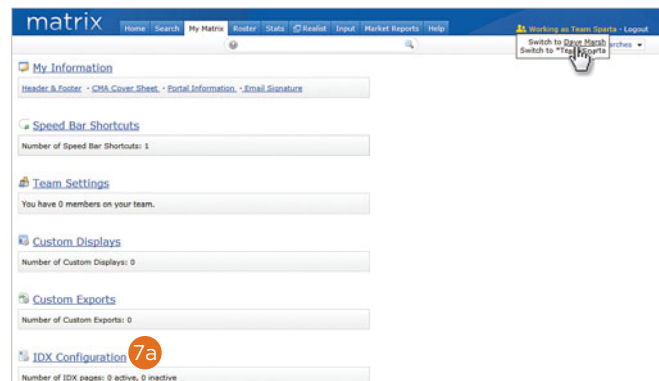 matrix Home Search My Matrix Roster Stats Realist Input Market Reports Help Working as Team Sparta · Logout
Switch to Dave Marsh
Switch to "Team Sparta
arches
My Information
Header & Footer · CMA Cover Sheet · Portal Information · Email Signature
Speed Bar Shortcuts
Number of Speed Bar Shortcuts: 1
Team Settings
You have 0 members on your team.
Custom Displays
Number of Custom Displays: 0
Custom Exports
Number of Custom Exports: 0
IDX Configuration 7a
Number of IDX pages: 0 active, 0 inactive